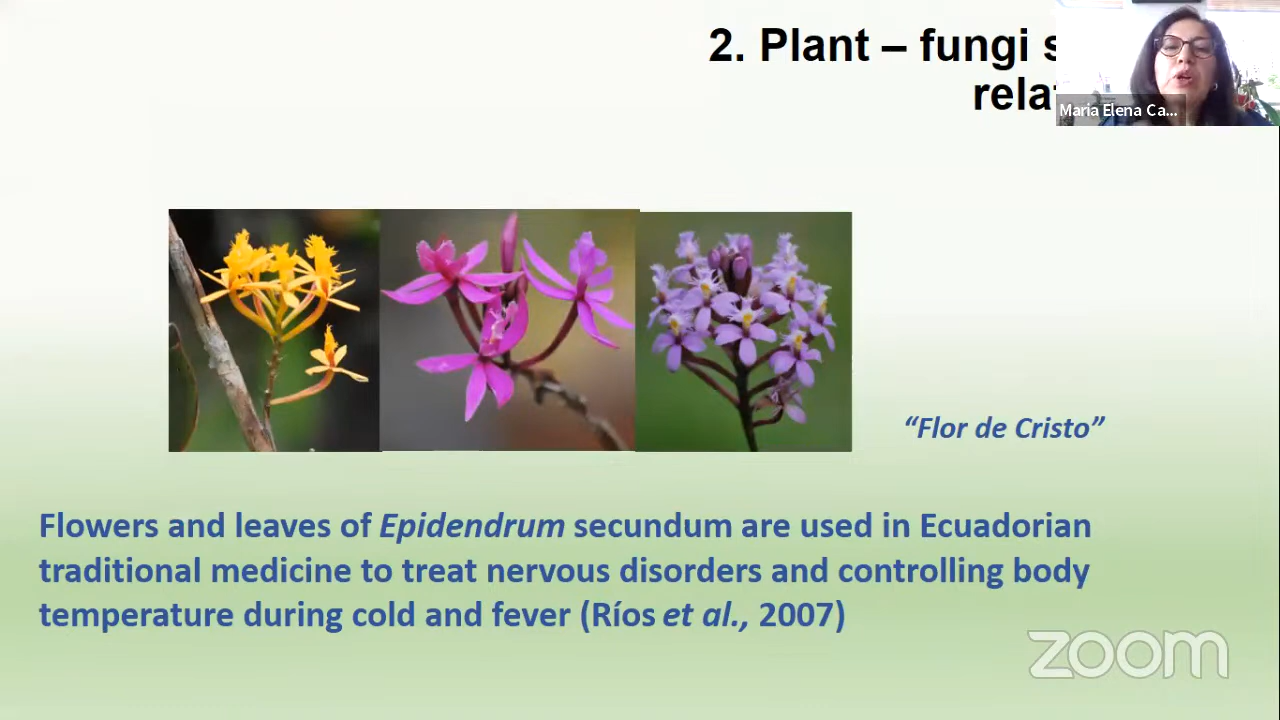 2. Plant – fungi
Maria Elena Ca...
"Flor de Cristo"
Flowers and leaves of Epidendrum secundum are used in Ecuadorian
traditional medicine to treat nervous disorders and controlling body
temperature during cold and fever (Ríos et al., 2007)
zoom